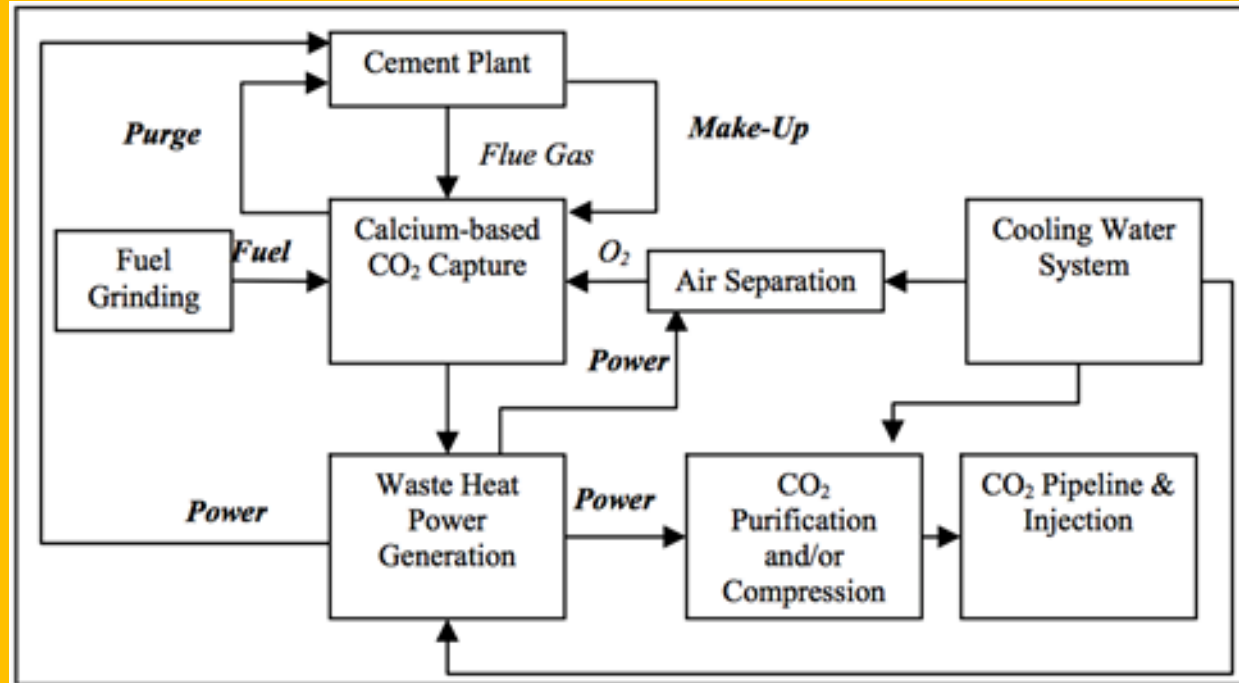 Cement Plant
Purge
Make-Up
Flue Gas
Calcium-based
CO₂ Capture
Cooling Water
System
Fuel
Grinding
Fuel
O₂
Air Separation
Power
Waste Heat
Power
Generation
Power
Power
CO₂
Purification
and/or
Compression
CO₂ Pipeline &
Injection